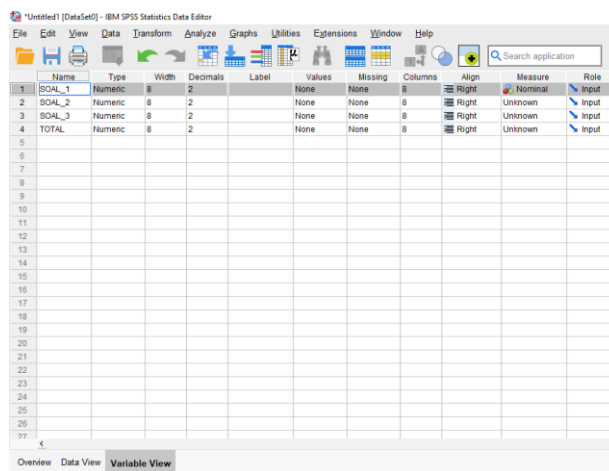 *Untitled1 [DataSet0] - IBM SPSS Statistics Data Editor
File Edit View Data Transform Analyze Graphs Utilities Extensions Window Help
Search application
Name Type Width Decimals Label Values Missing Columns Align Measure Role
1 SOAL_1 Numeric 8 2 None None 8 Right Nominal Input
2 SOAL_2 Numeric 8 2 None None 8 Right Unknown Input
3 SOAL_3 Numeric 8 2 None None 8 Right Unknown Input
4 TOTAL Numeric 8 2 None None 8 Right Unknown Input
5
6
7
8
9
10
11
12
13
14
15
16
17
18
19
20
21
22
23
24
25
26
27
Overview Data View Variable View